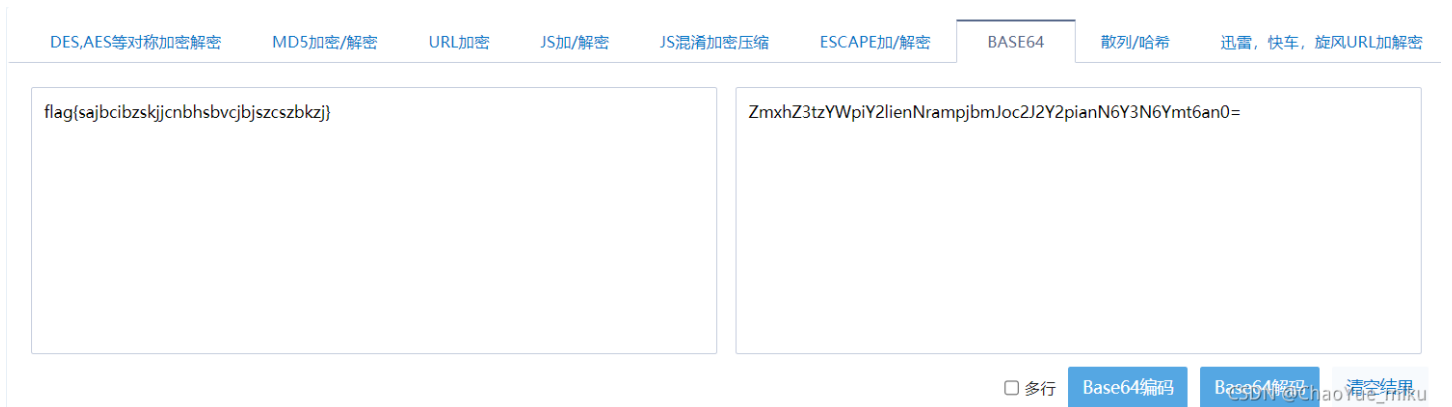 DES,AES等对称加密解密 MD5加密/解密 URL加密 JS加/解密 JS混淆加密压缩 ESCAPE加/解密 BASE64 散列/哈希 迅雷，快车，旋风URL加解密
flag{sajbcibzskjjcnbhsbvcjbjszcszbkzj} ZmxhZ3tzYWpiY2lienNrampjbmJoc2J2Y2pianN6Y3N6Ymt6an0=
多行 Base64编码 Base64解码 清空结果
CSDN @ChaoYue_miku